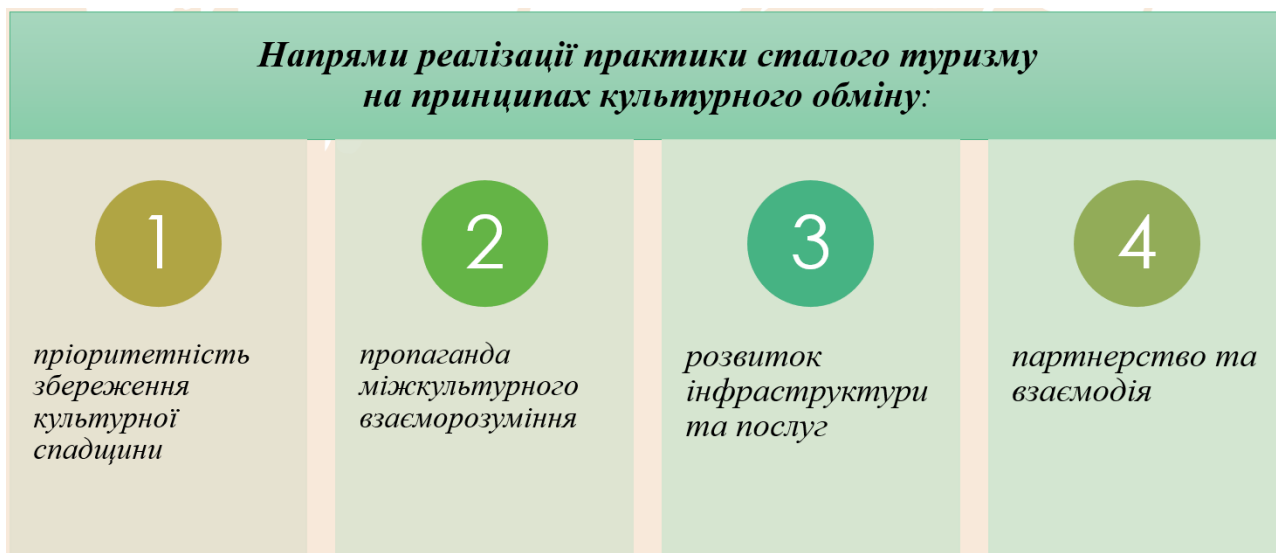 Напрями реалізації практики сталого туризму
на принципах культурного обміну:
1
пріоритетність
збереження
культурної
спадщини
2
пропаганда
міжкультурного
взаєморозуміння
3
розвиток
інфраструктури
та послуг
4
партнерство та
взаємодія